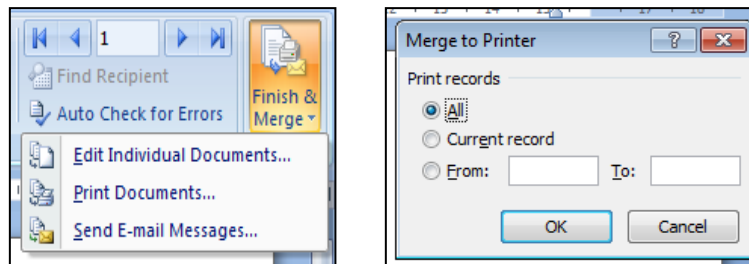 1
Find Recipient
Auto Check for Errors
Finish &
Merge
Edit Individual Documents...
Print Documents...
Send E-mail Messages...
Merge to Printer
Print records
All
Current record
From: To:
OK Cancel